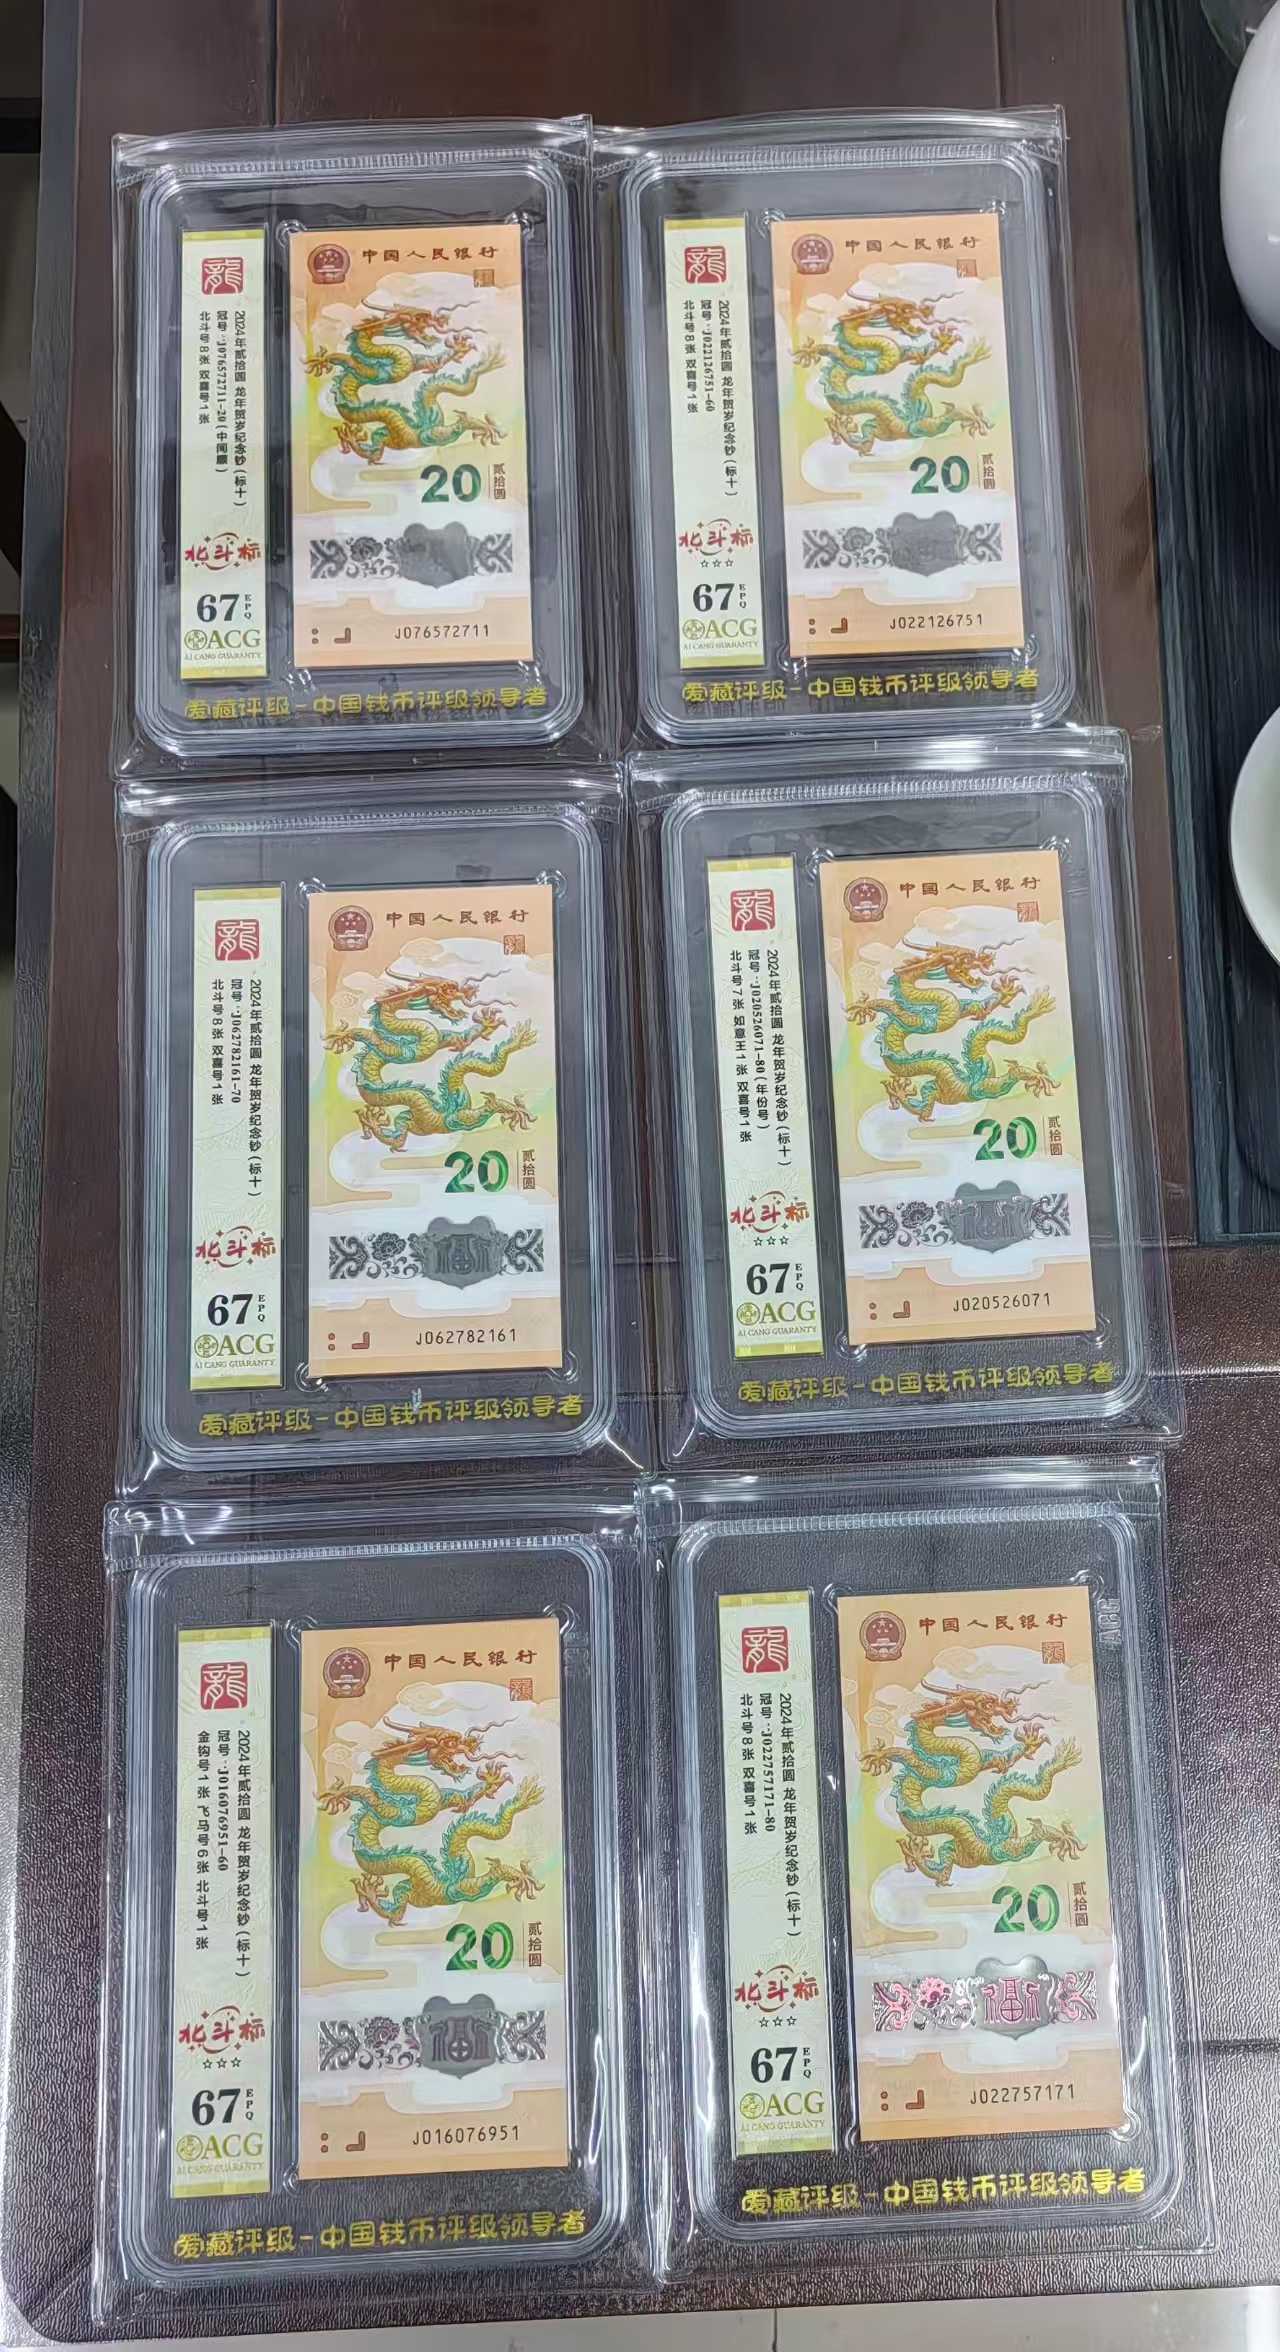 龍
2024年贰拾圆 龙年贺岁纪念钞(标十)
冠号:J076572711-20(中间顺)
北斗号8张 双喜号1张
北斗标
67 EPQ
ACG
AI CANG GUARANTY
中国人民银行
20 贰拾圆
J076572711
爱藏评级-中国钱币评级领导者
龍
2024年贰拾圆 龙年贺岁纪念钞(标十)
冠号:J022126751-60
北斗号8张 双喜号1张
北斗标
☆☆☆
67 EPQ
ACG
AI CANG GUARANTY
中国人民银行
20 贰拾圆
J022126751
爱藏评级-中国钱币评级领导者
龍
2024年贰拾圆 龙年贺岁纪念钞(标十)
冠号:J062782161-70
北斗号8张 双喜号1张
北斗标
67 EPQ
ACG
AI CANG GUARANTY
中国人民银行
20 贰拾圆
福
J062782161
爱藏评级-中国钱币评级领导者
龍
2024年贰拾圆 龙年贺岁纪念钞(标十)
冠号:J020526071-80(年份号)
北斗号7张 如意王1张 双喜号1张
北斗标
☆☆☆
67 EPQ
ACG
AI CANG GUARANTY
中国人民银行
20 贰拾圆
福
J020526071
爱藏评级-中国钱币评级领导者
龍
2024年贰拾圆 龙年贺岁纪念钞(标十)
冠号:J016076951-60
金钩号1张 飞马号6张 北斗号1张
北斗标
☆☆☆
67 EPQ
ACG
AI CANG GUARANTY
中国人民银行
20 贰拾圆
福
J016076951
爱藏评级-中国钱币评级领导者
龍
2024年贰拾圆 龙年贺岁纪念钞(标十)
冠号:J022757171-80
北斗号8张 双喜号1张
北斗标
☆☆☆
67 EPQ
ACG
AI CANG GUARANTY
中国人民银行
20 贰拾圆
福
J022757171
ACG
爱藏评级-中国钱币评级领导者